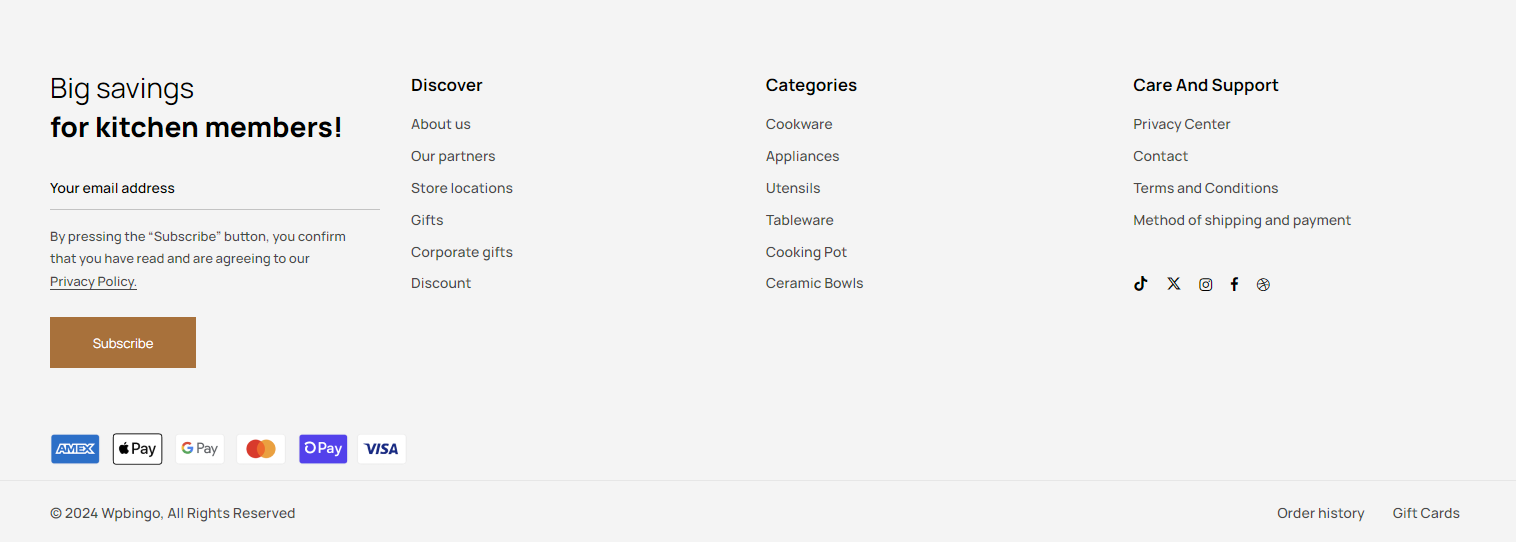 Big savings
for kitchen members!
Your email address
By pressing the “Subscribe” button, you confirm
that you have read and are agreeing to our
Privacy Policy.
Subscribe
Discover
About us
Our partners
Store locations
Gifts
Corporate gifts
Discount
Categories
Cookware
Appliances
Utensils
Tableware
Cooking Pot
Ceramic Bowls
Care And Support
Privacy Center
Contact
Terms and Conditions
Method of shipping and payment
AMEX Pay G Pay Pay VISA
© 2024 Wpbingo, All Rights Reserved
Order history Gift Cards